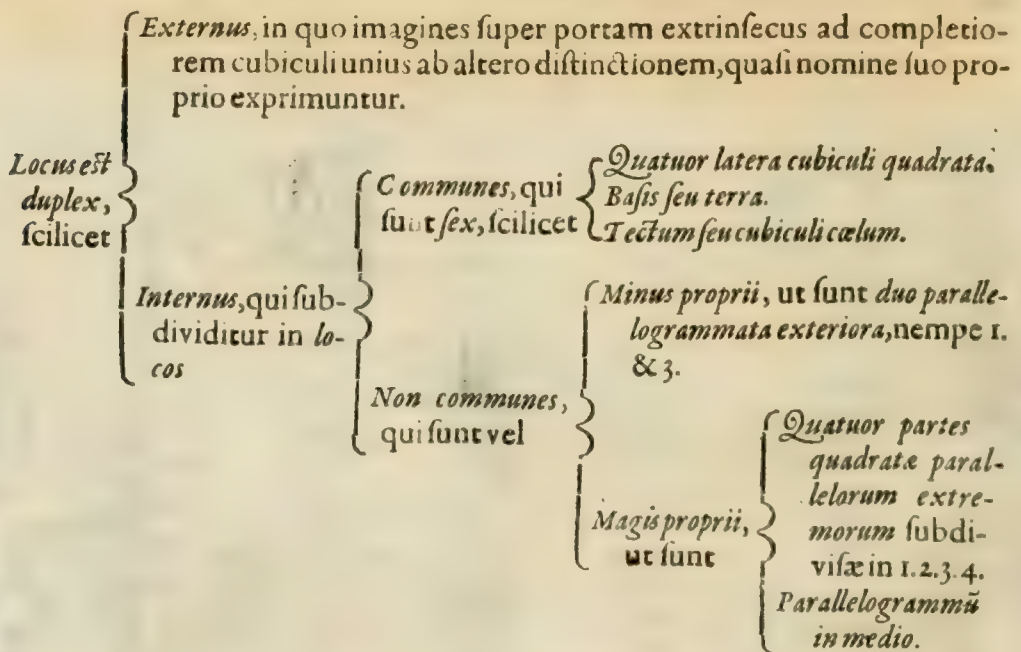 Externus, in quo imagines ſuper portam extrinſecus ad completio-
rem cubiculi unius ab altero diſtinctionem, quaſi nomine ſuo pro-
prio exprimuntur.
Locus eſt
duplex,
ſcilicet
Internus, qui ſub-
dividitur in lo-
cos
Communes, qui
ſunt ſex, ſcilicet
Quatuor latera cubiculi quadrata.
Baſis ſeu terra.
Tectum ſeu cubiculi cælum.
Non communes,
qui ſunt vel
Minus proprii, ut ſunt duo paralle-
logrammata exteriora, nempe 1.
& 3.
Magis proprii,
ut ſunt
Quatuor partes
quadratæ paral-
lelorum extre-
morum ſubdi-
viſæ in 1.2.3.4.
Parallelogrammū
in medio.